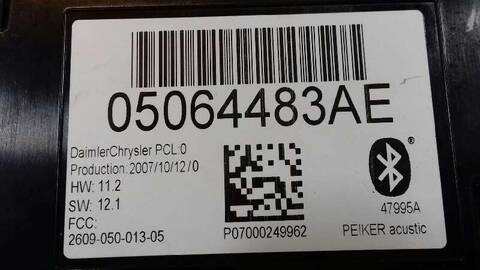 05064483AE
DaimlerChrysler PCL:0
Production: 2007/10/12/0
HW: 11.2
SW: 12.1
FCC:
2609-050-013-05
P07000249962
®
47995A
PEIKER acustic